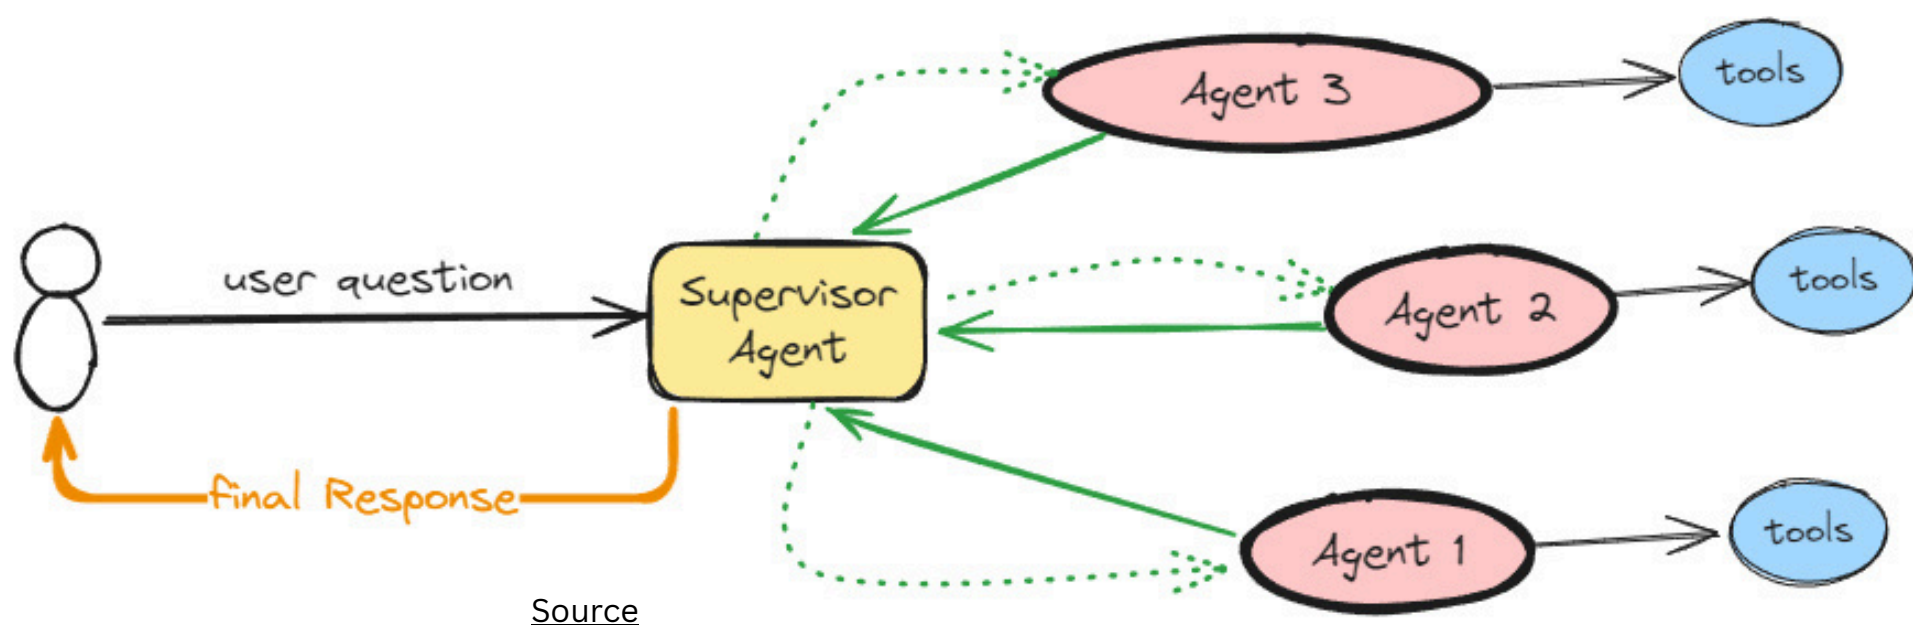 Agent 3
tools
user question
Supervisor
Agent
Agent 2
tools
final Response
Agent 1
tools
Source